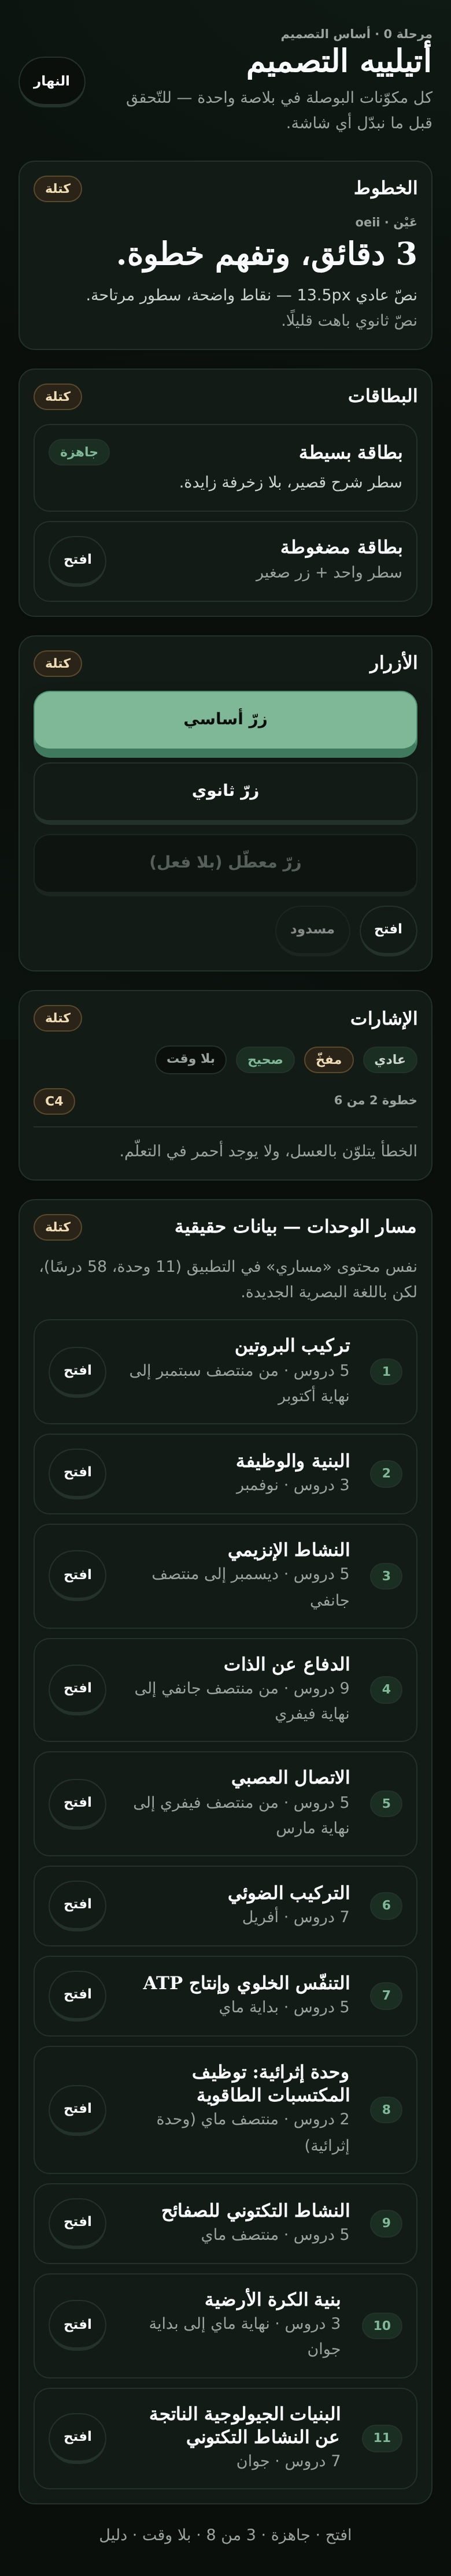 مرحلة 0 · أساس التصميم
أتيلييه التصميم
النهار
كل مكوّنات البوصلة في بلاصة واحدة — للتّحقق
قبل ما نبدّل أي شاشة.
الخطوط
كتلة
عَيْن · oeii
3 دقائق، وتفهم خطوة.
نصّ عادي 13.5px — نقاط واضحة، سطور مرتاحة.
نصّ ثانوي باهت قليلًا.
البطاقات
كتلة
بطاقة بسيطة
جاهزة
سطر شرح قصير، بلا زخرفة زايدة.
بطاقة مضغوطة
سطر واحد + زر صغير
افتح
الأزرار
كتلة
زرّ أساسي
زرّ ثانوي
زرّ معطّل (بلا فعل)
افتح
مسدود
الإشارات
كتلة
عادي
مفخّ
صحيح
بلا وقت
خطوة 2 من 6
C4
الخطأ يتلوّن بالعسل، ولا يوجد أحمر في التعلّم.
مسار الوحدات — بيانات حقيقية
كتلة
نفس محتوى «مساري» في التطبيق (11 وحدة، 58 درسًا)،
لكن باللغة البصرية الجديدة.
1
تركيب البروتين
5 دروس · من منتصف سبتمبر إلى
نهاية أكتوبر
افتح
2
البنية والوظيفة
3 دروس · نوفمبر
افتح
3
النشاط الإنزيمي
5 دروس · ديسمبر إلى منتصف
جانفي
افتح
4
الدفاع عن الذات
9 دروس · من منتصف جانفي إلى
نهاية فيفري
افتح
5
الاتصال العصبي
5 دروس · من منتصف فيفري إلى
نهاية مارس
افتح
6
التركيب الضوئي
7 دروس · أفريل
افتح
7
التنفّس الخلوي وإنتاج ATP
5 دروس · بداية ماي
افتح
8
وحدة إثرائية: توظيف
المكتسبات الطاقوية
2 دروس · منتصف ماي (وحدة
إثرائية)
افتح
9
النشاط التكتوني للصفائح
5 دروس · منتصف ماي
افتح
10
بنية الكرة الأرضية
3 دروس · نهاية ماي إلى بداية
جوان
افتح
11
البنيات الجيولوجية الناتجة
عن النشاط التكتوني
7 دروس · جوان
افتح
افتح · جاهزة · 3 من 8 · بلا وقت · دليل